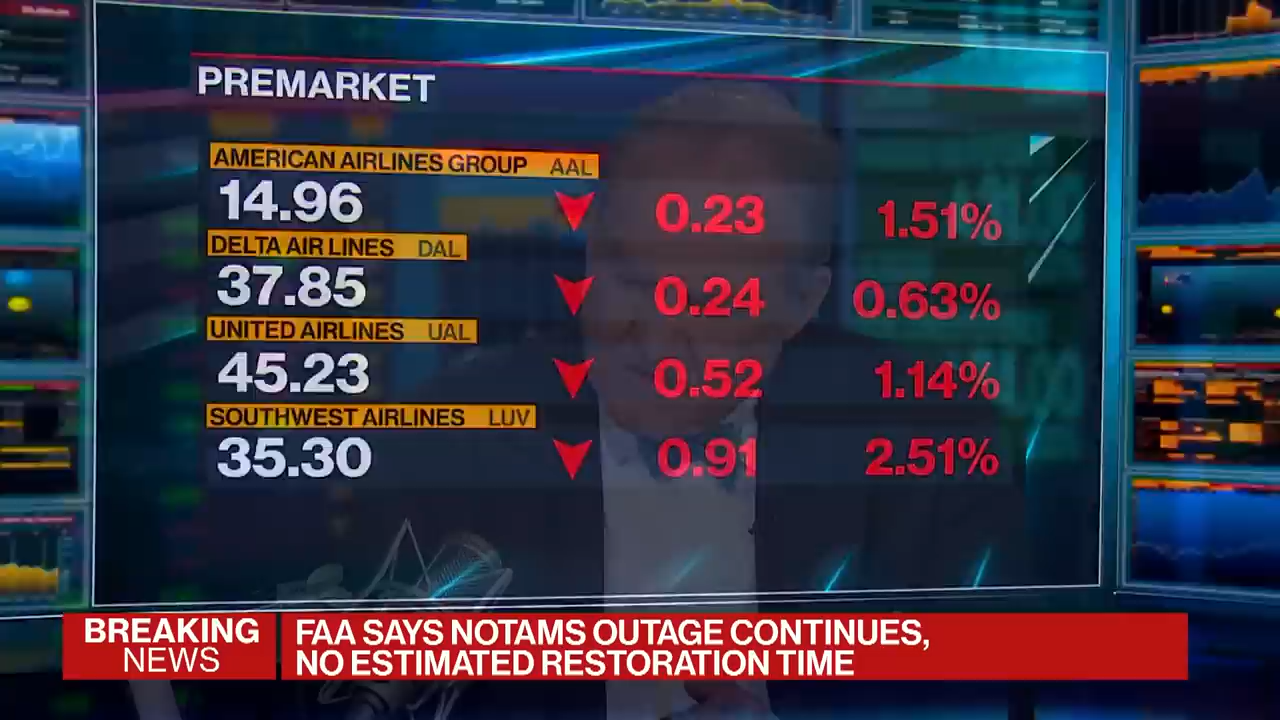 PREMARKET
AMERICAN AIRLINES GROUP AAL
14.96 0.23 1.51%
DELTA AIR LINES DAL
37.85 0.24 0.63%
UNITED AIRLINES UAL
45.23 0.52 1.14%
SOUTHWEST AIRLINES LUV
35.30 0.91 2.51%
BREAKING NEWS
FAA SAYS NOTAMS OUTAGE CONTINUES,
NO ESTIMATED RESTORATION TIME